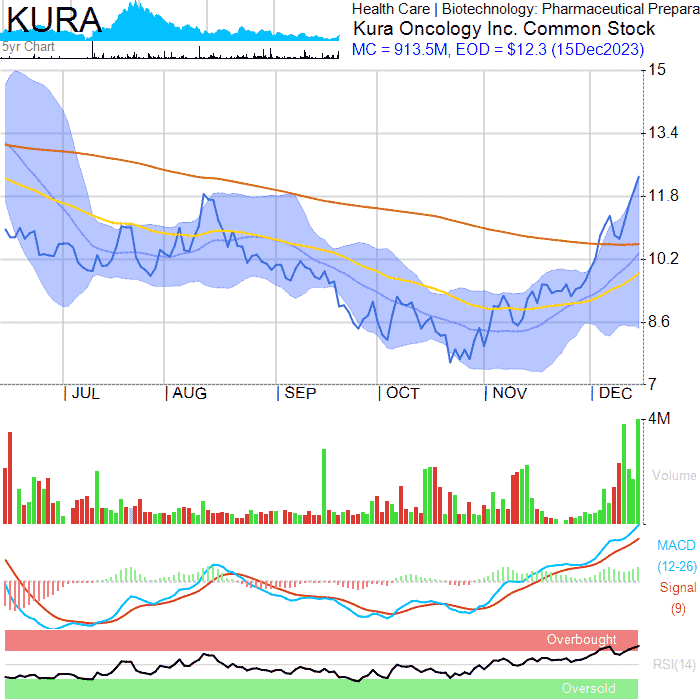 KURA
5yr Chart
Health Care | Biotechnology: Pharmaceutical Prepara
Kura Oncology Inc. Common Stock
MC = 913.5M, EOD = $12.3 (15Dec2023)
15
13.4
11.8
10.2
8.6
7
| JUL | AUG | SEP | OCT | NOV | DEC
4M
Volume
MACD
(12-26)
Signal
(9)
Overbought
RSI(14)
Oversold